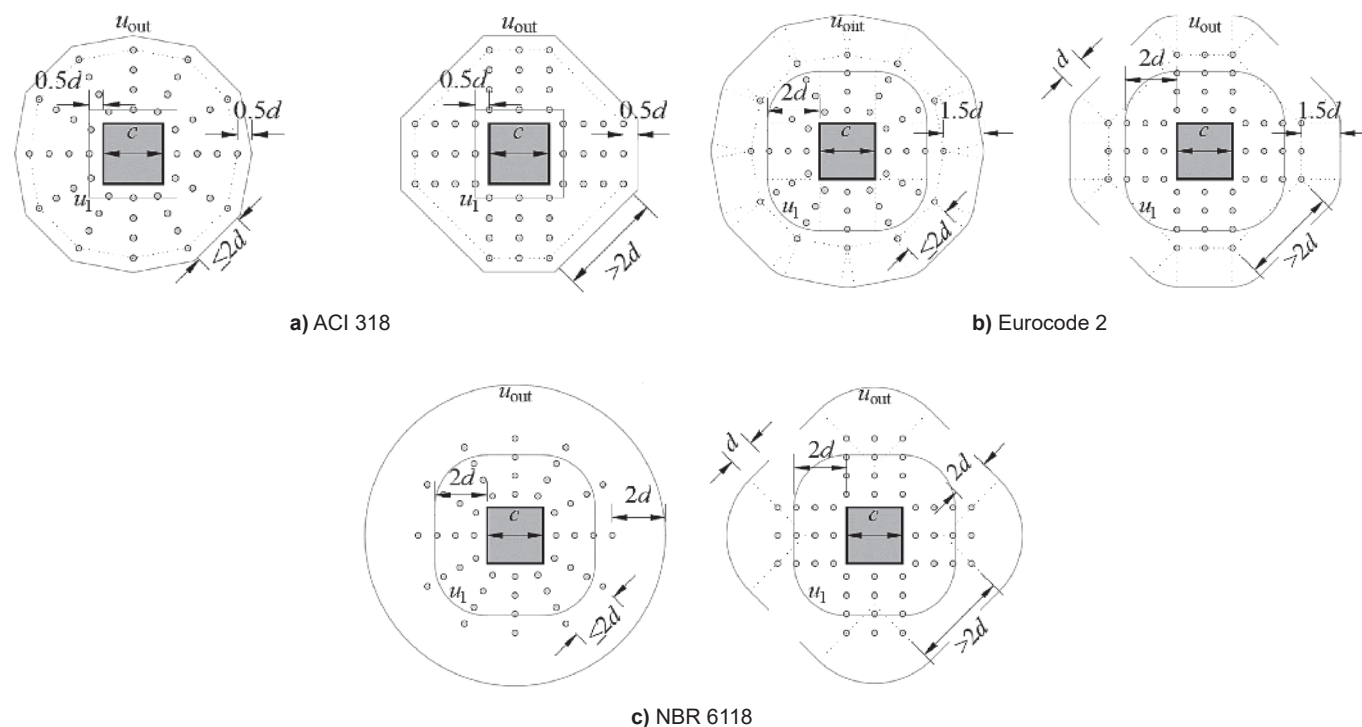 u_out
0.5d
0.5d
c
u_1
≤2d
u_out
0.5d
0.5d
c
>2d
a) ACI 318
u_out
2d
c
1.5d
u_1
≤2d
u_out
d
2d
c
1.5d
u_1
>2d
b) Eurocode 2
u_out
2d
c
2d
u_1
≤2d
u_out
d
2d
2d
c
u_1
>2d
c) NBR 6118